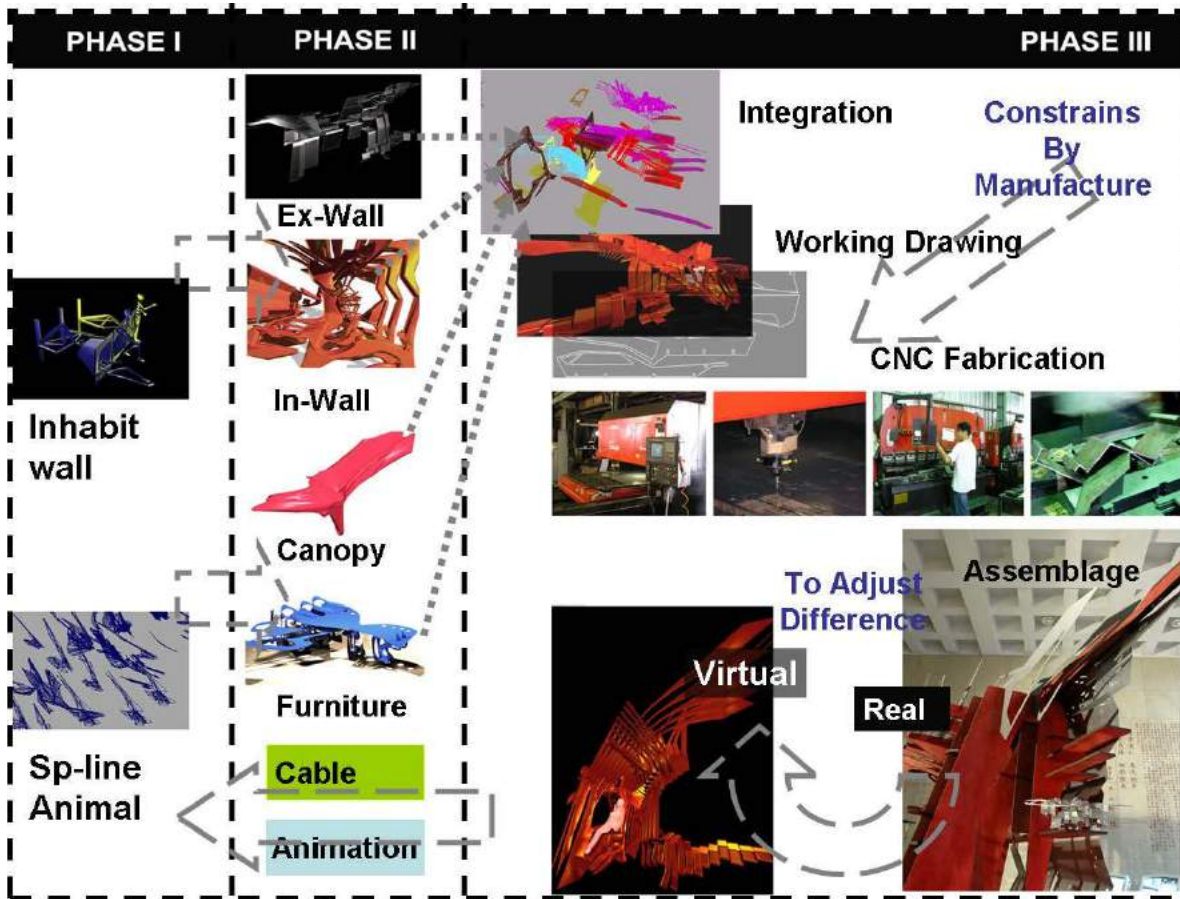 PHASE I
PHASE II
PHASE III
Ex-Wall
In-Wall
Canopy
Furniture
Cable
Animation
Inhabit
wall
Sp-line
Animal
Integration
Constrains
By
Manufacture
Working Drawing
CNC Fabrication
To Adjust
Difference
Assemblage
Virtual
Real